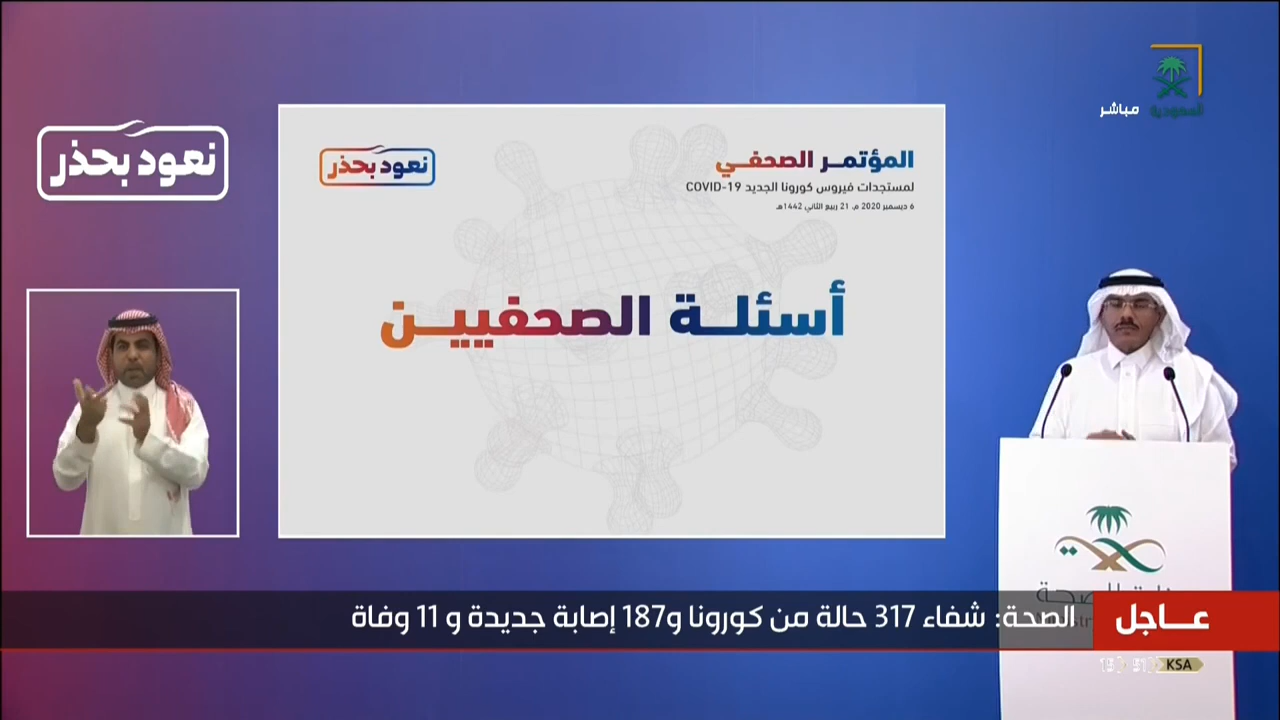 السعودية
مباشر
نعود بحذر
نعود بحذر
المؤتمر الصحفي
لمستجدات فيروس كورونا الجديد COVID-19
6 ديسمبر 2020 م، 21 ربيع الثاني 1442هـ
أسئلة الصحفيين
عاجل
الصحة: شفاء 317 حالة من كورونا و187 إصابة جديدة و 11 وفاة
KSA